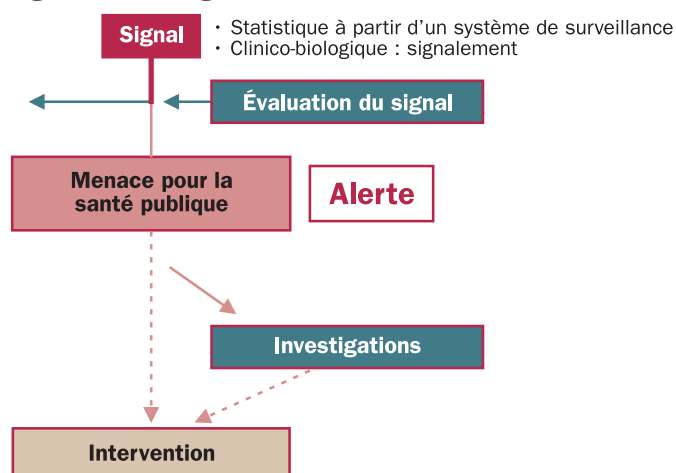 Signal
· Statistique à partir d'un système de surveillance
· Clinico-biologique : signalement
Évaluation du signal
Menace pour la
santé publique
Alerte
Investigations
Intervention